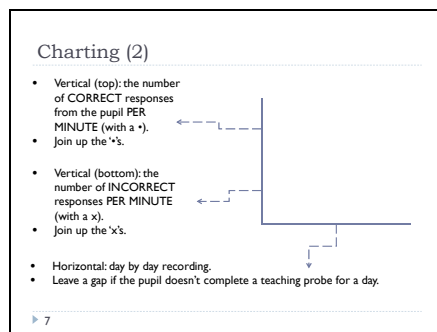 Charting (2)
• Vertical (top): the number
of CORRECT responses
from the pupil PER
MINUTE (with a •).
• Join up the ‘•’s.
• Vertical (bottom): the
number of INCORRECT
responses PER MINUTE
(with a x).
• Join up the ‘x’s.
• Horizontal: day by day recording.
• Leave a gap if the pupil doesn’t complete a teaching probe for a day.
7